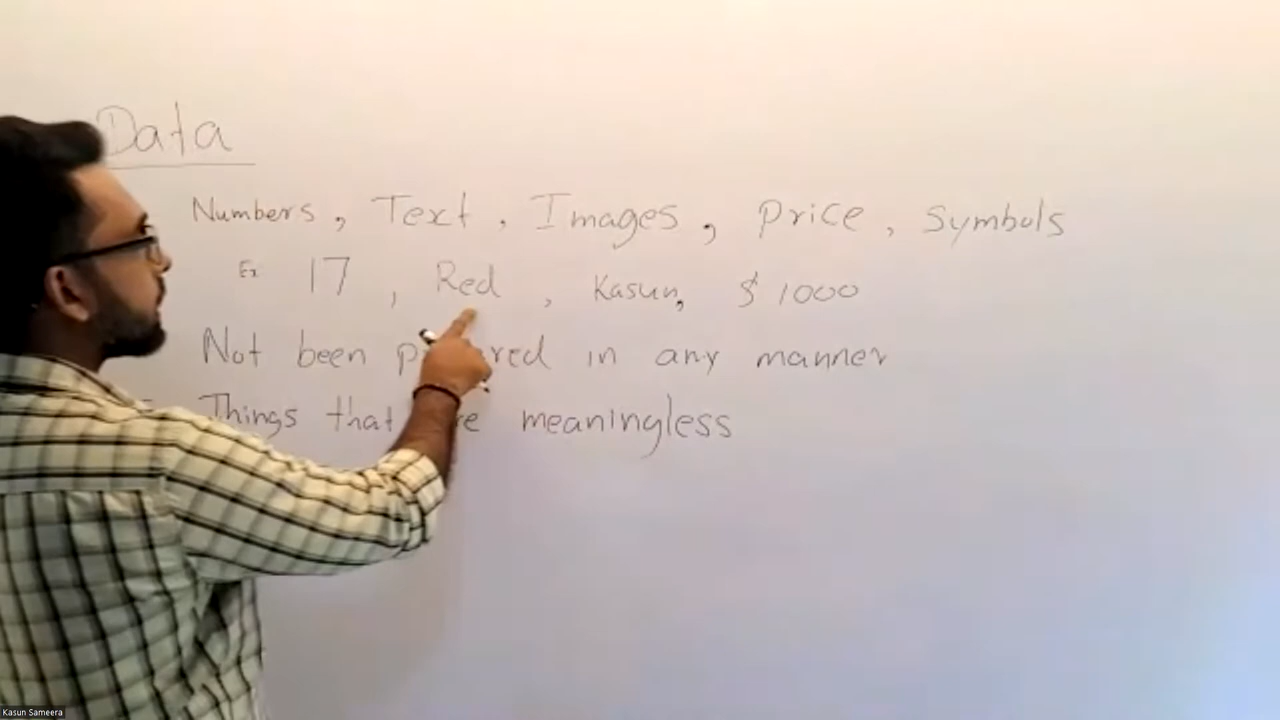 Data
Numbers, Text, Images, Price, Symbols
Ex 17, Red, Kasun, $ 1000
Not been in any manner
Things that meaningless
Kasun Sameera